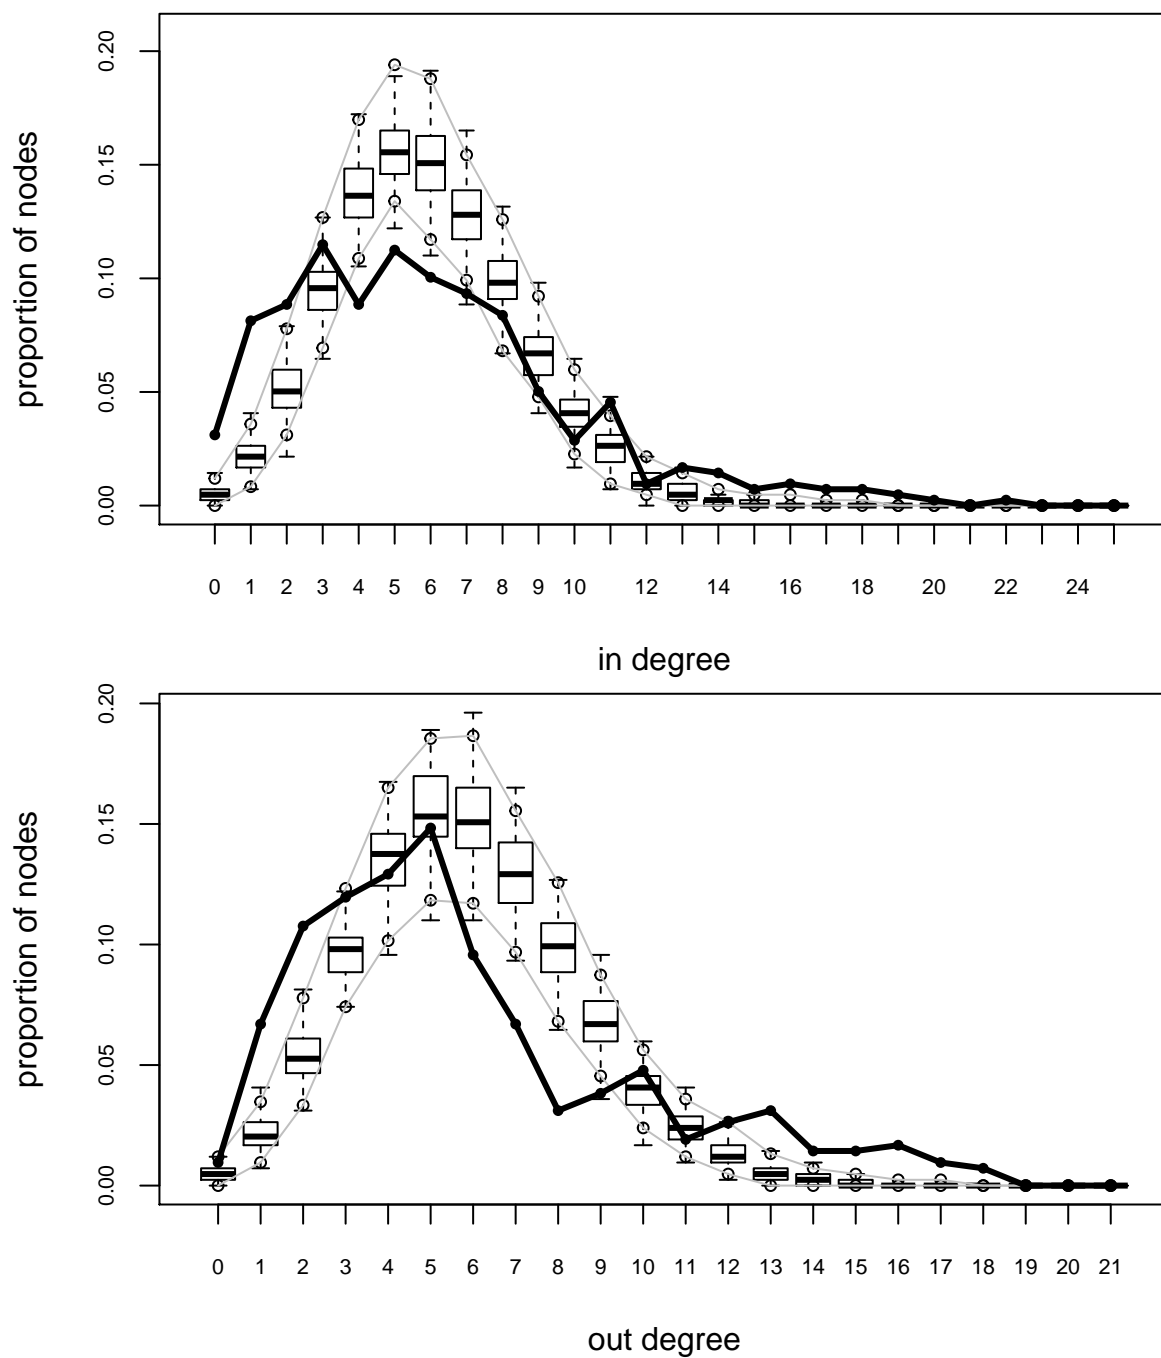 proportion of nodes
0.20
0.15
0.10
0.05
0.00
0 1 2 3 4 5 6 7 8 9 10 12 14 16 18 20 22 24
in degree
proportion of nodes
0.20
0.15
0.10
0.05
0.00
0 1 2 3 4 5 6 7 8 9 10 11 12 13 14 15 16 17 18 19 20 21
out degree